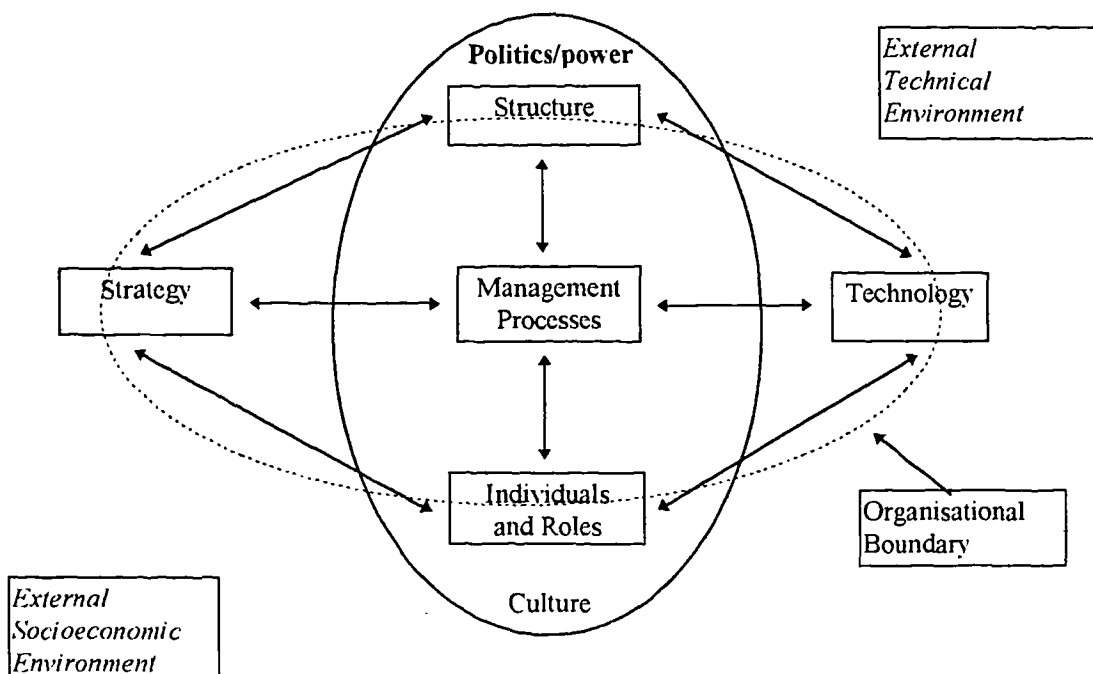 Politics/power
External
Technical
Environment
Structure
Strategy
Management
Processes
Technology
Individuals
and Roles
Organisational
Boundary
Culture
External
Socioeconomic
Environment